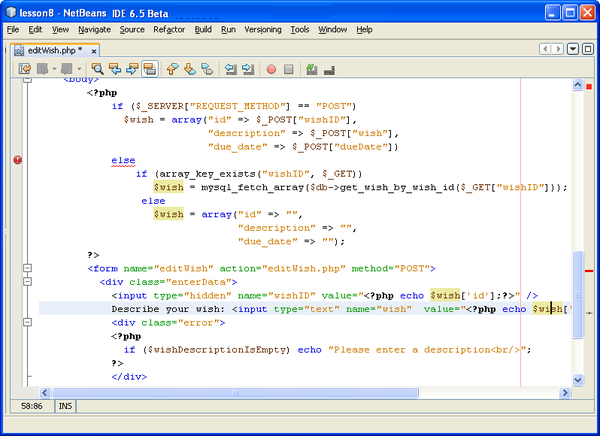 lesson8 - NetBeans IDE 6.5 Beta
File Edit View Navigate Source Refactor Build Run Versioning Tools Window Help
editWish.php *
<body>
<?php
if ($_SERVER["REQUEST_METHOD"] == "POST")
$wish = array("id" => $_POST["wishID"],
"description" => $_POST["wish"],
"due_date" => $_POST["dueDate"])
else
if (array_key_exists("wishID", $_GET))
$wish = mysql_fetch_array($db->get_wish_by_wish_id($_GET["wishID"]));
else
$wish = array("id" => "",
"description" => "",
"due_date" => "");
?>
<form name="editWish" action="editWish.php" method="POST">
<div class="enterData">
<input type="hidden" name="wishID" value="<?php echo $wish['id'];?>" />
Describe your wish: <input type="text" name="wish"  value="<?php echo $wish['
<div class="error">
<?php
if ($wishDescriptionIsEmpty) echo "Please enter a description<br/>";
?>
</div>
58:86 INS